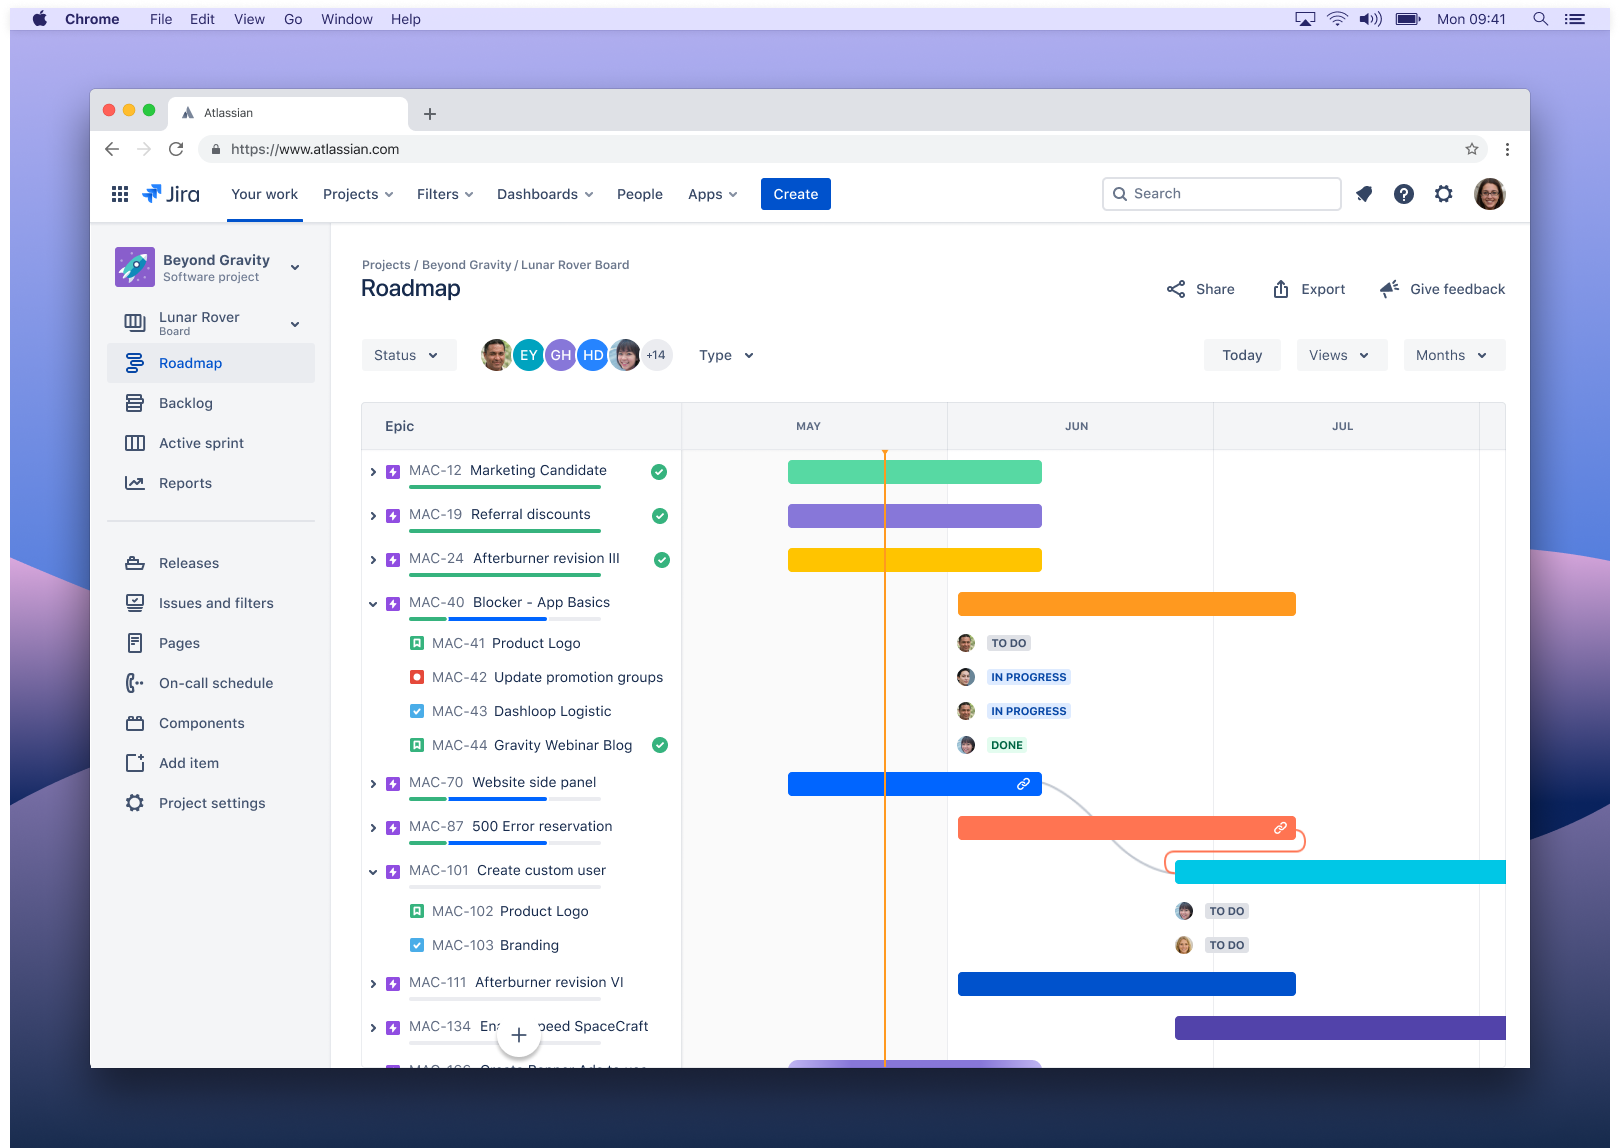 Chrome File Edit View Go Window Help Mon 09:41
Atlassian
https://www.atlassian.com
Jira Your work Projects Filters Dashboards People Apps Create Search
Beyond Gravity
Software project
Lunar Rover
Board
Roadmap
Backlog
Active sprint
Reports
Releases
Issues and filters
Pages
On-call schedule
Components
Add item
Project settings
Projects / Beyond Gravity / Lunar Rover Board
Roadmap
Share Export Give feedback
Status EY GH HD +14 Type Today Views Months
Epic MAY JUN JUL
MAC-12 Marketing Candidate
MAC-19 Referral discounts
MAC-24 Afterburner revision III
MAC-40 Blocker - App Basics
MAC-41 Product Logo TO DO
MAC-42 Update promotion groups IN PROGRESS
MAC-43 Dashloop Logistic IN PROGRESS
MAC-44 Gravity Webinar Blog DONE
MAC-70 Website side panel
MAC-87 500 Error reservation
MAC-101 Create custom user
MAC-102 Product Logo TO DO
MAC-103 Branding TO DO
MAC-111 Afterburner revision VI
MAC-134 SpaceCraft